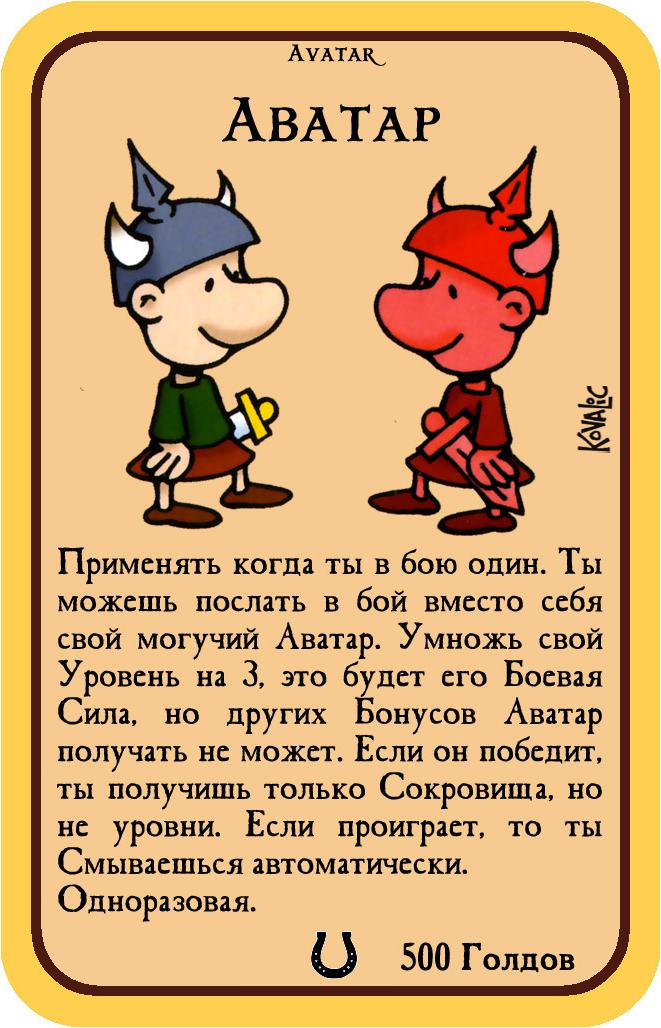 Avatar
Аватар
Kovalic
Применять когда ты в бою один. Ты
можешь послать в бой вместо себя
свой могучий Аватар. Умножь свой
Уровень на 3, это будет его Боевая
Сила, но других Бонусов Аватар
получать не может. Если он победит,
ты получишь только Сокровища, но
не уровни. Если проиграет, то ты
Смываешься автоматически.
Одноразовая.
500 Голдов